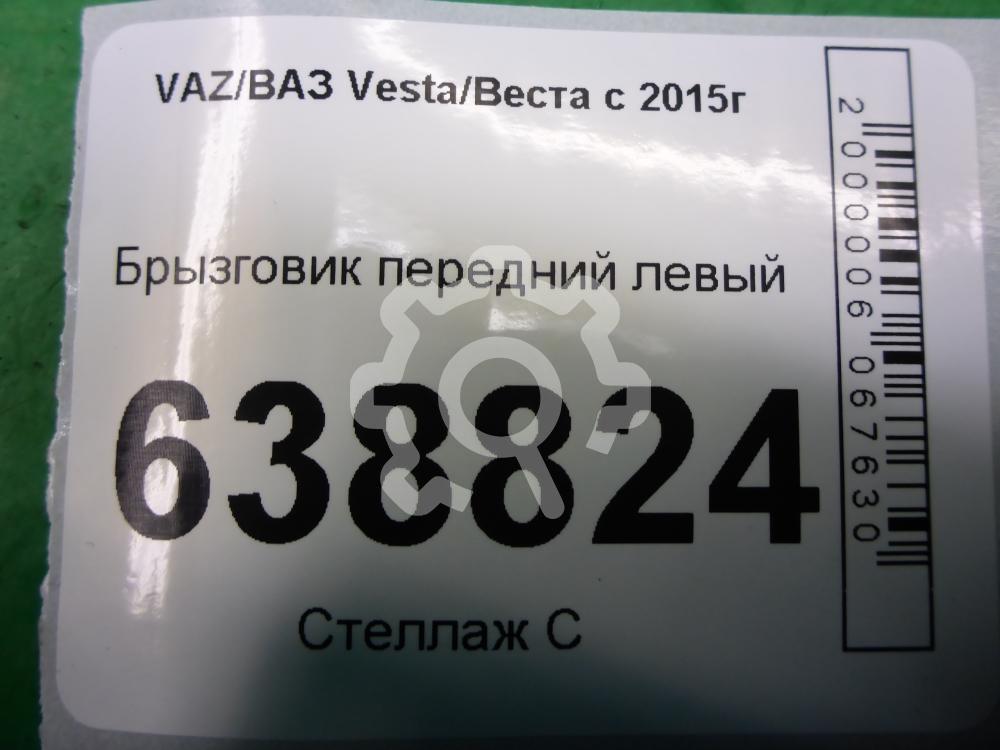 VAZ/ВАЗ Vesta/Веста с 2015г
Брызговик передний левый
638824
Стеллаж С
2000006067630